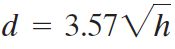 d = 3.57√h